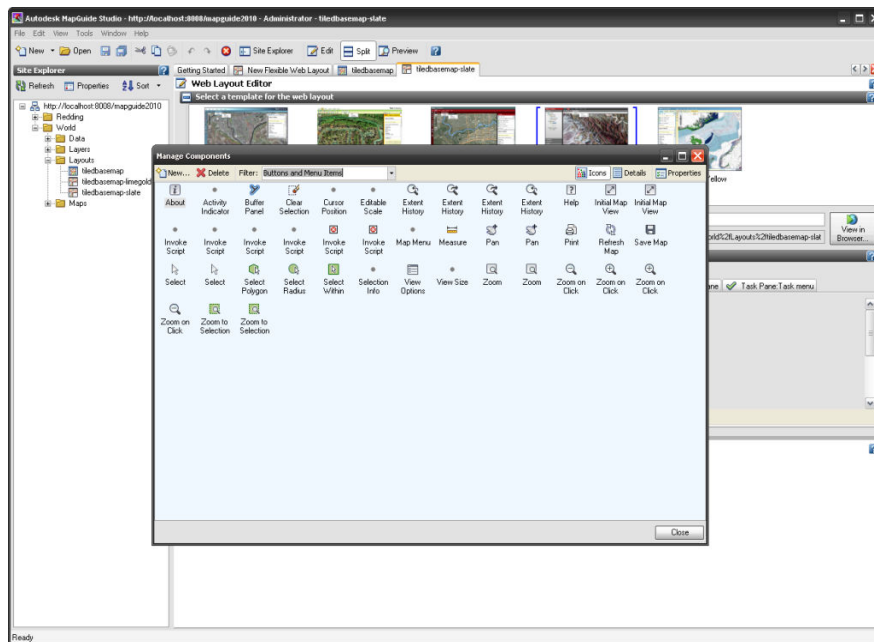 Autodesk MapGuide Studio - http://localhost:8008/mapguide2010 - Administrator - tiledbasemap-slate
File Edit View Tools Window Help
New Open Site Explorer Edit Split Preview
Site Explorer
Getting Started New Flexible Web Layout tiledbasemap tiledbasemap-slate
Refresh Properties Sort
Web Layout Editor
Select a template for the web layout
http://localhost:8008/mapguide2010
Redding
World
Data
Layers
Layouts
tiledbasemap
tiledbasemap-limegold
tiledbasemap-slate
Maps
Manage Components
New... Delete Filter: Buttons and Menu Items Icons Details Properties
About Activity Indicator Buffer Panel Clear Selection Cursor Position Editable Scale Extent History Extent History Extent History Extent History Help Initial Map View Initial Map View
Invoke Script Invoke Script Invoke Script Invoke Script Invoke Script Invoke Script Map Menu Measure Pan Pan Print Refresh Map Save Map
Select Select Select Polygon Select Radius Select Within Selection Info View Options View Size Zoom Zoom Zoom on Click Zoom on Click Zoom on Click
Zoom on Click Zoom to Selection Zoom to Selection
Close
View in Browser...
Task Pane:Task menu
Ready